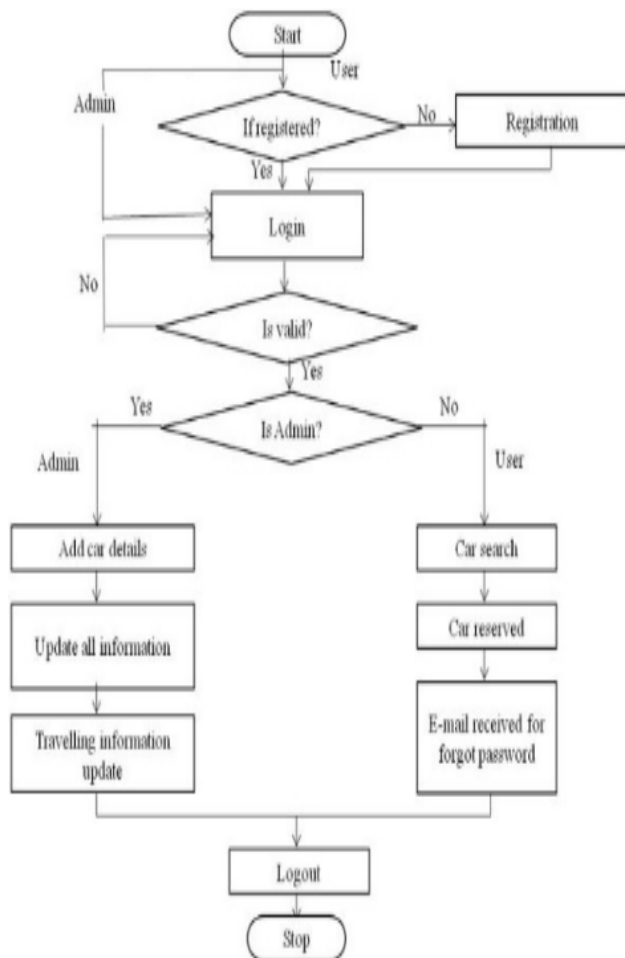 Start
User
Admin
If registered?
No
Registration
Yes
Login
No
Is valid?
Yes
Yes
Is Admin?
No
Admin
User
Add car details
Car search
Update all information
Car reserved
Travelling information
update
E-mail received for
forgot password
Logout
Stop